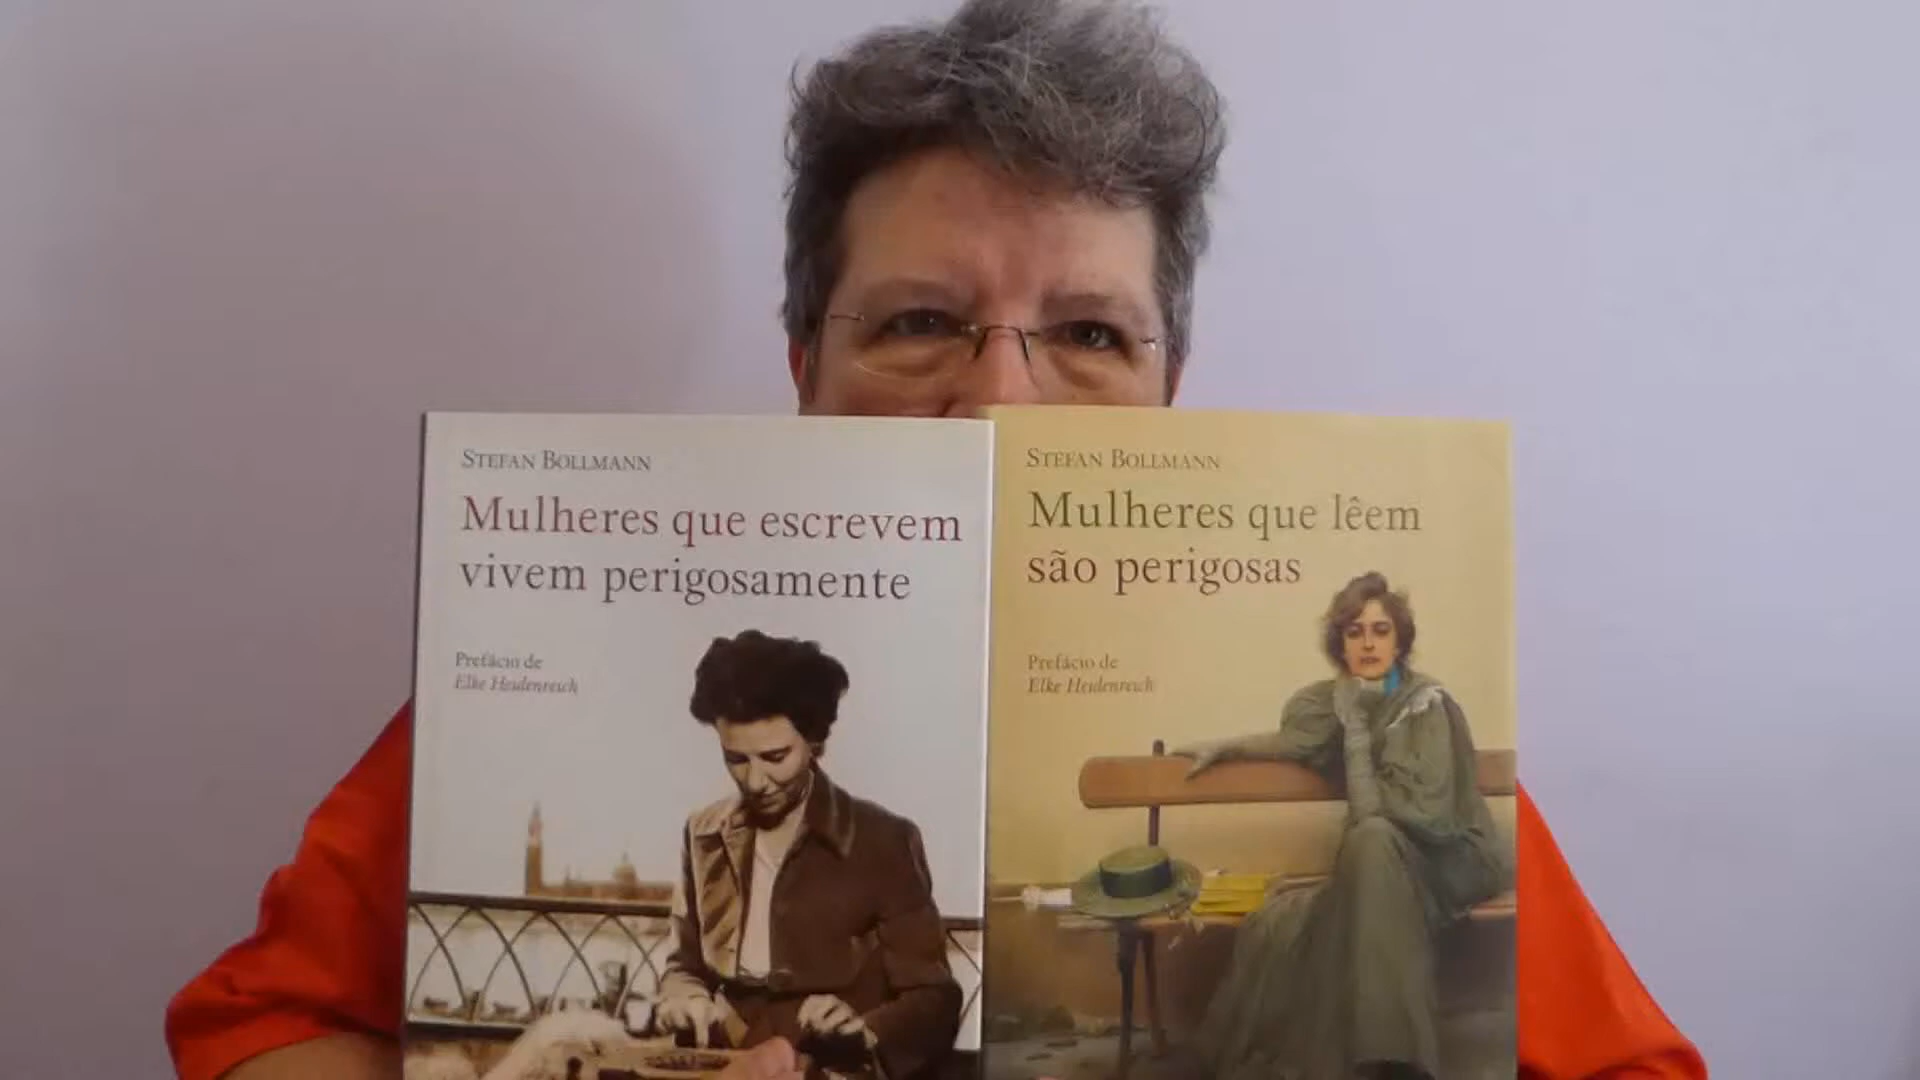 STEFAN BOLLMANN
Mulheres que escrevem
vivem perigosamente
Prefácio de
Elke Heidenreich
STEFAN BOLLMANN
Mulheres que lêem
são perigosas
Prefácio de
Elke Heidenreich